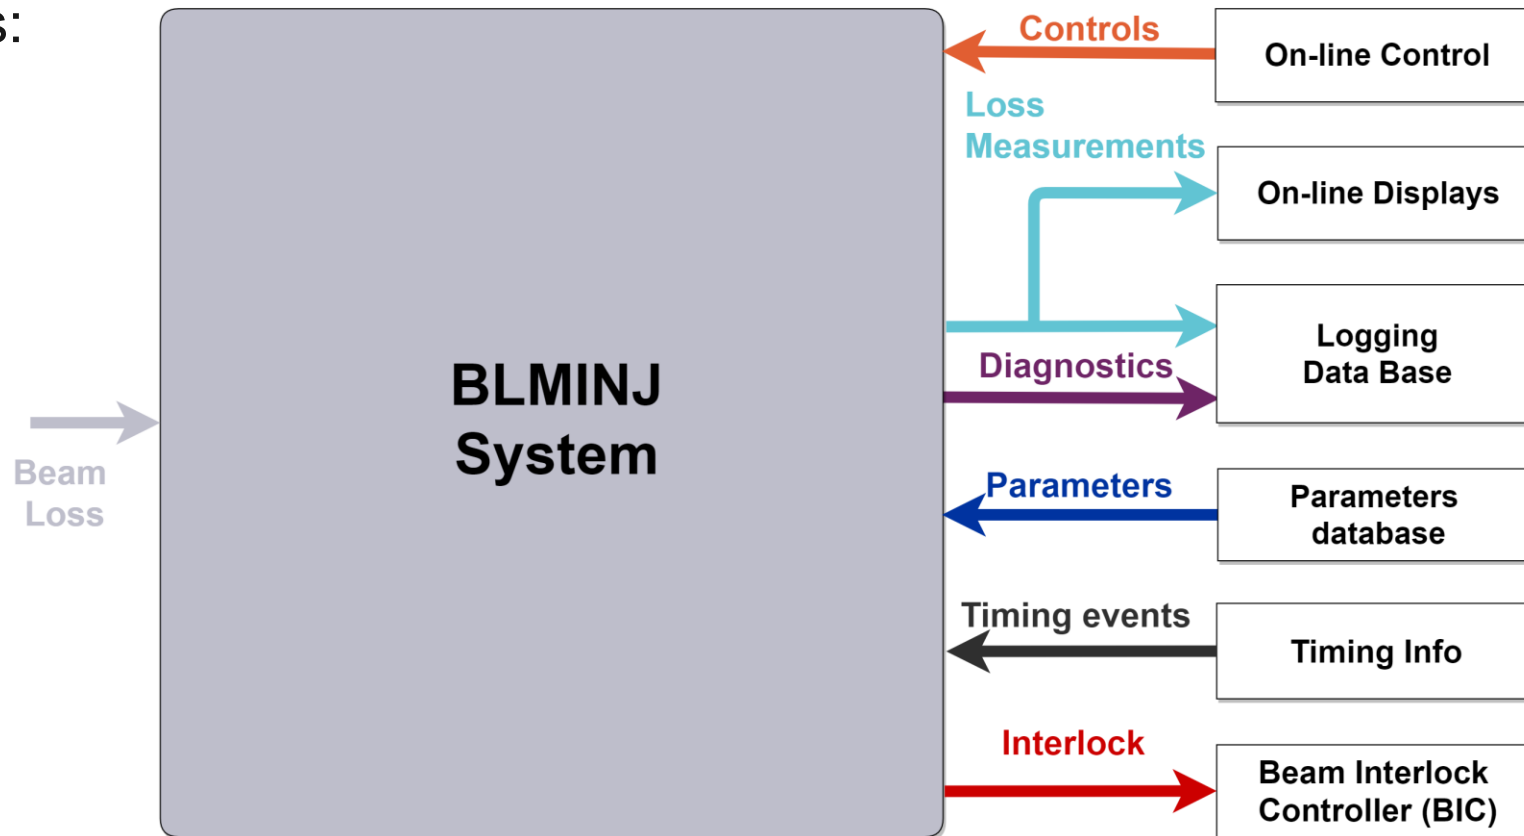 s:
Controls
On-line Control
Loss
Measurements
On-line Displays
Logging
Data Base
Diagnostics
BLMINJ
System
Beam
Loss
Parameters
Parameters
database
Timing events
Timing Info
Interlock
Beam Interlock
Controller (BIC)